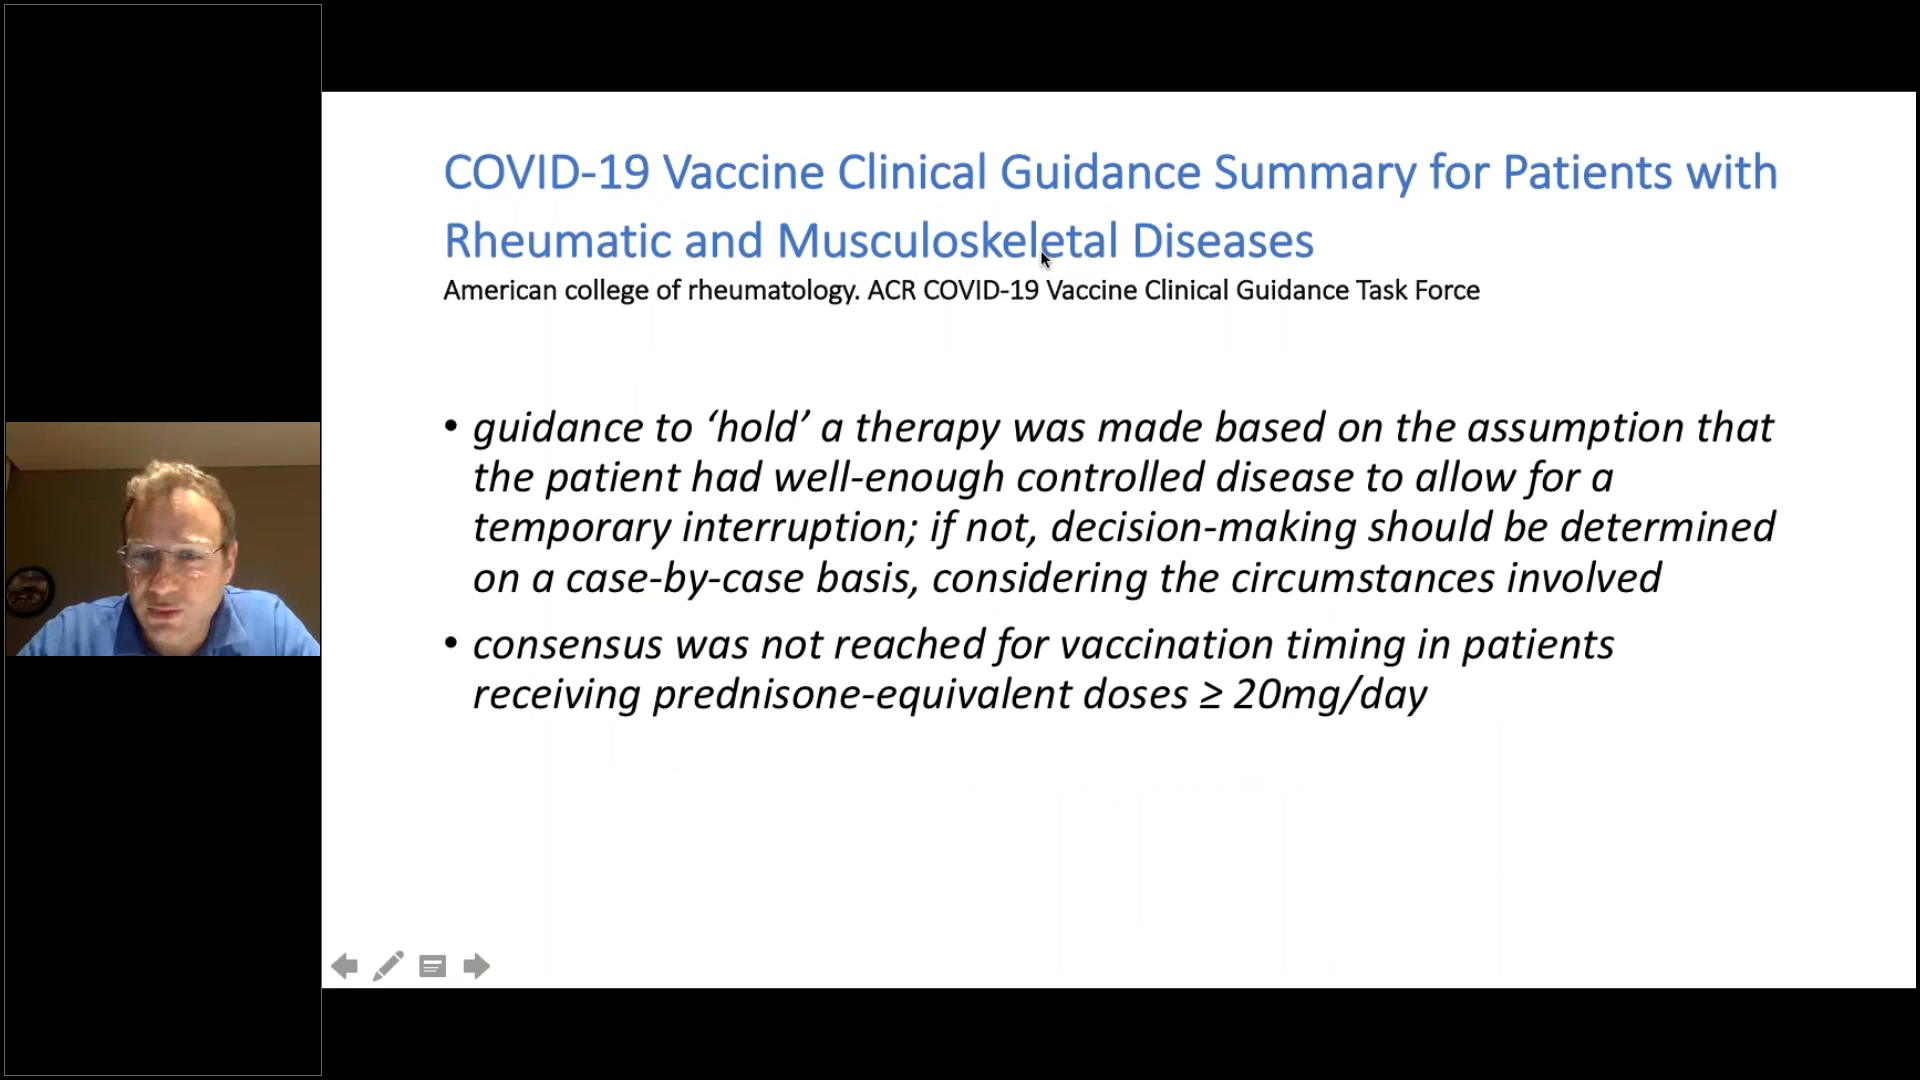 COVID-19 Vaccine Clinical Guidance Summary for Patients with
Rheumatic and Musculoskeletal Diseases
American college of rheumatology. ACR COVID-19 Vaccine Clinical Guidance Task Force
• guidance to ‘hold’ a therapy was made based on the assumption that
the patient had well-enough controlled disease to allow for a
temporary interruption; if not, decision-making should be determined
on a case-by-case basis, considering the circumstances involved
• consensus was not reached for vaccination timing in patients
receiving prednisone-equivalent doses ≥ 20mg/day